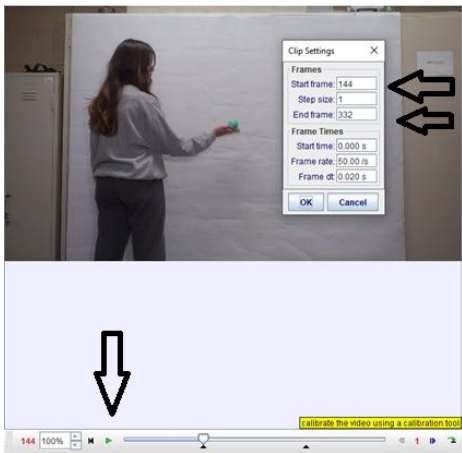 Clip Settings
Frames
Start frame: 144
Step size: 1
End frame: 332
Frame Times
Start time: 0.000 s
Frame rate: 50.00 /s
Frame dt: 0.020 s
OK Cancel
calibrate the video using a calibration tool
144 100% 1